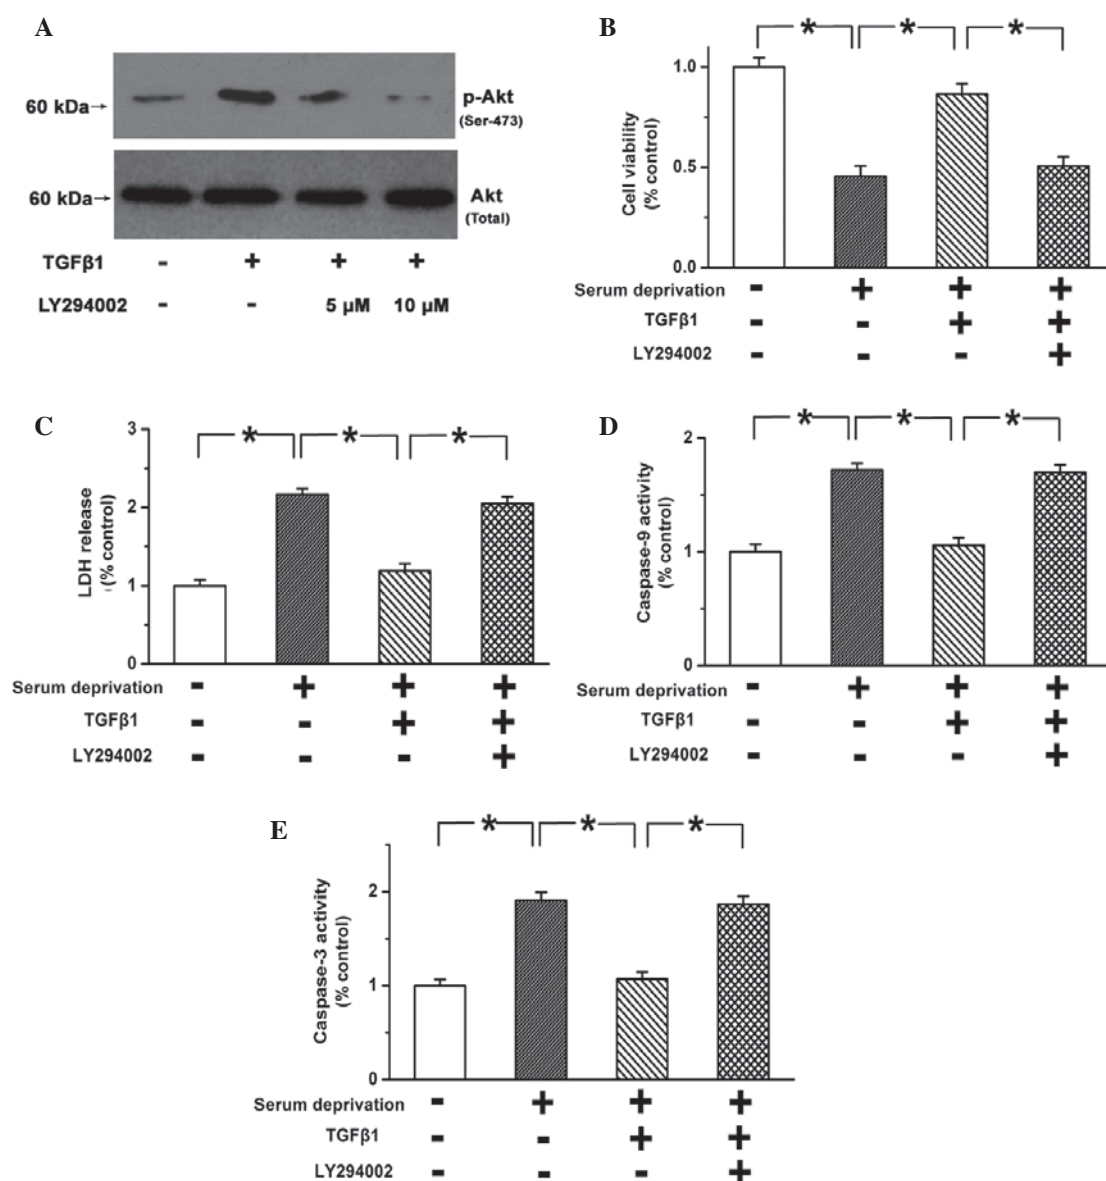 A
60 kDa→
p-Akt
(Ser-473)
60 kDa→
Akt
(Total)
TGFβ1 - + + +
LY294002 - - 5 μM 10 μM
B
* * *
Cell viability
(% control)
1.0
0.5
0.0
Serum deprivation - + + +
TGFβ1 - - + +
LY294002 - - - +
C
* * *
LDH release
(% control)
3
2
1
0
Serum deprivation - + + +
TGFβ1 - - + +
LY294002 - - - +
D
* * *
Caspase-9 activity
(% control)
2
1
0
Serum deprivation - + + +
TGFβ1 - - + +
LY294002 - - - +
E
* * *
Caspase-3 activity
(% control)
2
1
0
Serum deprivation - + + +
TGFβ1 - - + +
LY294002 - - - +